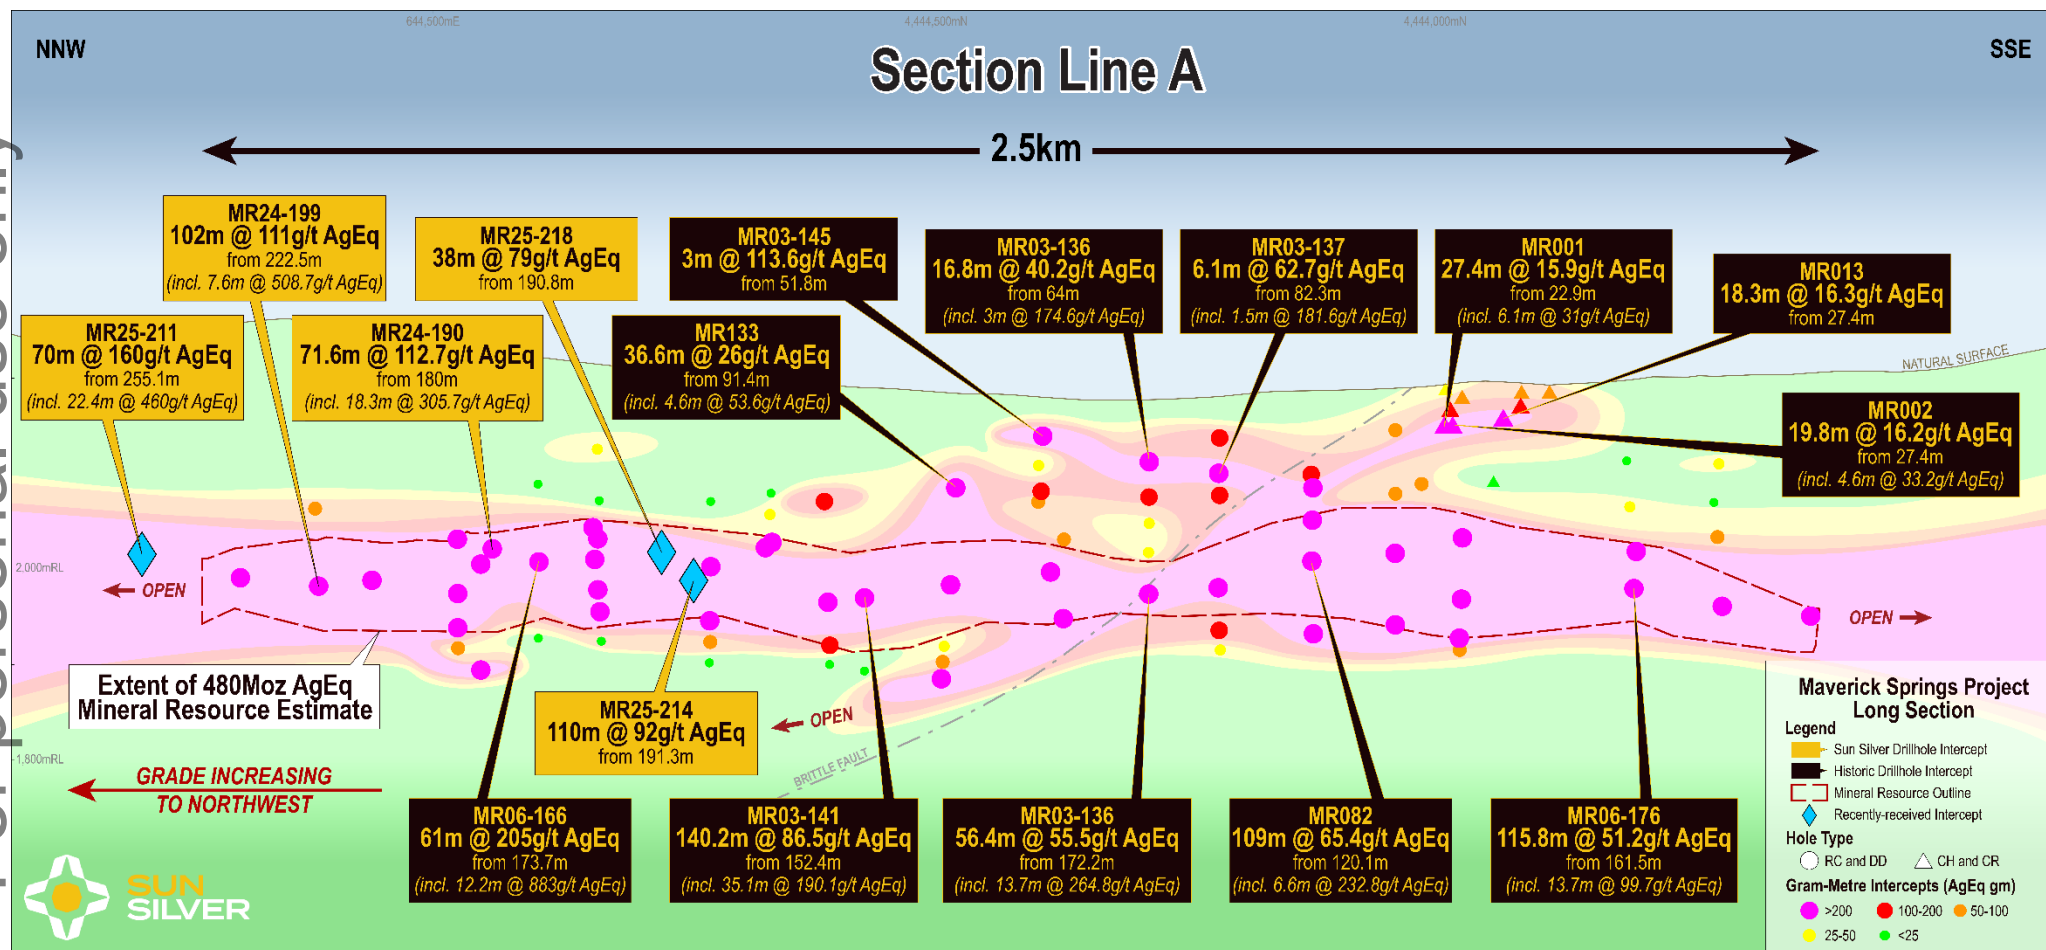 644,500mE
4,444,500mN
4,444,000mN
NNW
SSE
Section Line A
2.5km
MR24-199
102m @ 111g/t AgEq
from 222.5m
(incl. 7.6m @ 508.7g/t AgEq)
MR25-218
38m @ 79g/t AgEq
from 190.8m
MR03-145
3m @ 113.6g/t AgEq
from 51.8m
MR03-136
16.8m @ 40.2g/t AgEq
from 64m
(incl. 3m @ 174.6g/t AgEq)
MR03-137
6.1m @ 62.7g/t AgEq
from 82.3m
(incl. 1.5m @ 181.6g/t AgEq)
MR001
27.4m @ 15.9g/t AgEq
from 22.9m
(incl. 6.1m @ 31g/t AgEq)
MR013
18.3m @ 16.3g/t AgEq
from 27.4m
MR25-211
70m @ 160g/t AgEq
from 255.1m
(incl. 22.4m @ 460g/t AgEq)
MR24-190
71.6m @ 112.7g/t AgEq
from 180m
(incl. 18.3m @ 305.7g/t AgEq)
MR133
36.6m @ 26g/t AgEq
from 91.4m
(incl. 4.6m @ 53.6g/t AgEq)
NATURAL SURFACE
MR002
19.8m @ 16.2g/t AgEq
from 27.4m
(incl. 4.6m @ 33.2g/t AgEq)
2,000mRL
OPEN
OPEN
Extent of 480Moz AgEq
Mineral Resource Estimate
MR25-214
110m @ 92g/t AgEq
from 191.3m
OPEN
BRITTLE FAULT
1,800mRL
GRADE INCREASING
TO NORTHWEST
MR06-166
61m @ 205g/t AgEq
from 173.7m
(incl. 12.2m @ 883g/t AgEq)
MR03-141
140.2m @ 86.5g/t AgEq
from 152.4m
(incl. 35.1m @ 190.1g/t AgEq)
MR03-136
56.4m @ 55.5g/t AgEq
from 172.2m
(incl. 13.7m @ 264.8g/t AgEq)
MR082
109m @ 65.4g/t AgEq
from 120.1m
(incl. 6.6m @ 232.8g/t AgEq)
MR06-176
115.8m @ 51.2g/t AgEq
from 161.5m
(incl. 13.7m @ 99.7g/t AgEq)
Maverick Springs Project
Long Section
Legend
Sun Silver Drillhole Intercept
Historic Drillhole Intercept
Mineral Resource Outline
Recently-received Intercept
Hole Type
RC and DD
CH and CR
Gram-Metre Intercepts (AgEq gm)
>200
100-200
50-100
25-50
<25
SUN
SILVER